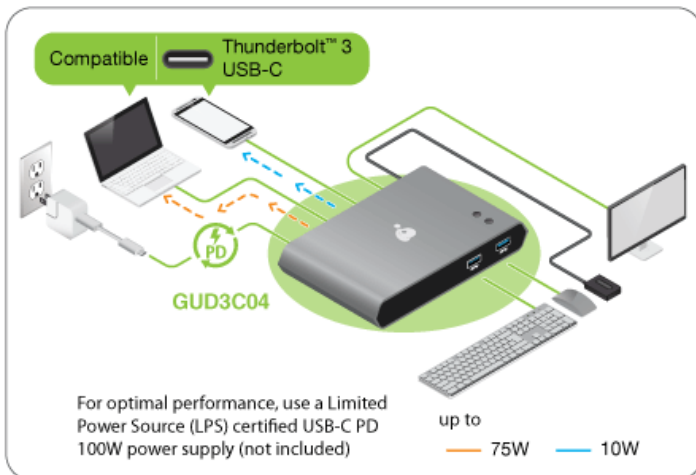 Compatible
Thunderbolt™ 3
USB-C
PD
GUD3C04
For optimal performance, use a Limited
Power Source (LPS) certified USB-C PD
100W power supply (not included)
up to
75W
10W